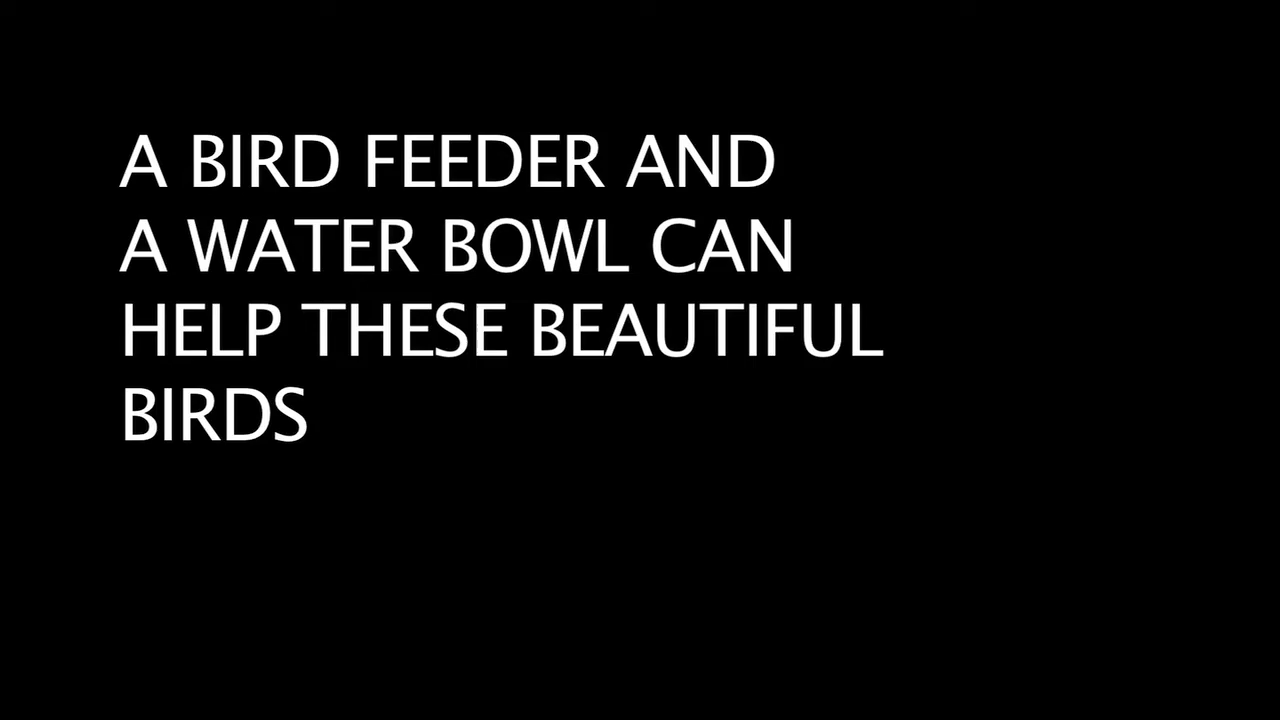 A BIRD FEEDER AND
A WATER BOWL CAN
HELP THESE BEAUTIFUL
BIRDS